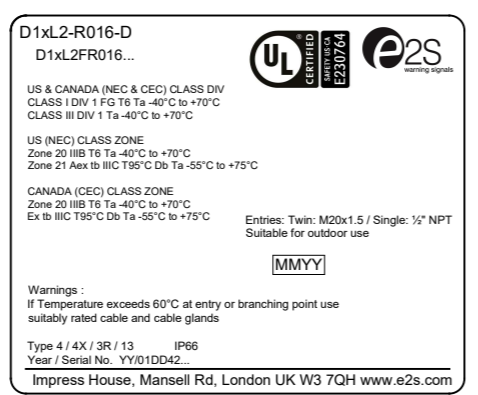 D1xL2-R016-D
D1xL2FR016...
UL
CERTIFIED
SAFETY US-CA
E230764
e2S
warning signals
US & CANADA (NEC & CEC) CLASS DIV
CLASS I DIV 1 FG T6 Ta -40°C to +70°C
CLASS III DIV 1 Ta -40°C to +70°C
US (NEC) CLASS ZONE
Zone 20 IIIB T6 Ta -40°C to +70°C
Zone 21 Aex tb IIIC T95°C Db Ta -55°C to +75°C
CANADA (CEC) CLASS ZONE
Zone 20 IIIB T6 Ta -40°C to +70°C
Ex tb IIIC T95°C Db Ta -55°C to +75°C
Entries: Twin: M20x1.5 / Single: ½" NPT
Suitable for outdoor use
MMYY
Warnings :
If Temperature exceeds 60°C at entry or branching point use
suitably rated cable and cable glands
Type 4 / 4X / 3R / 13 IP66
Year / Serial No. YY/01DD42...
Impress House, Mansell Rd, London UK W3 7QH www.e2s.com